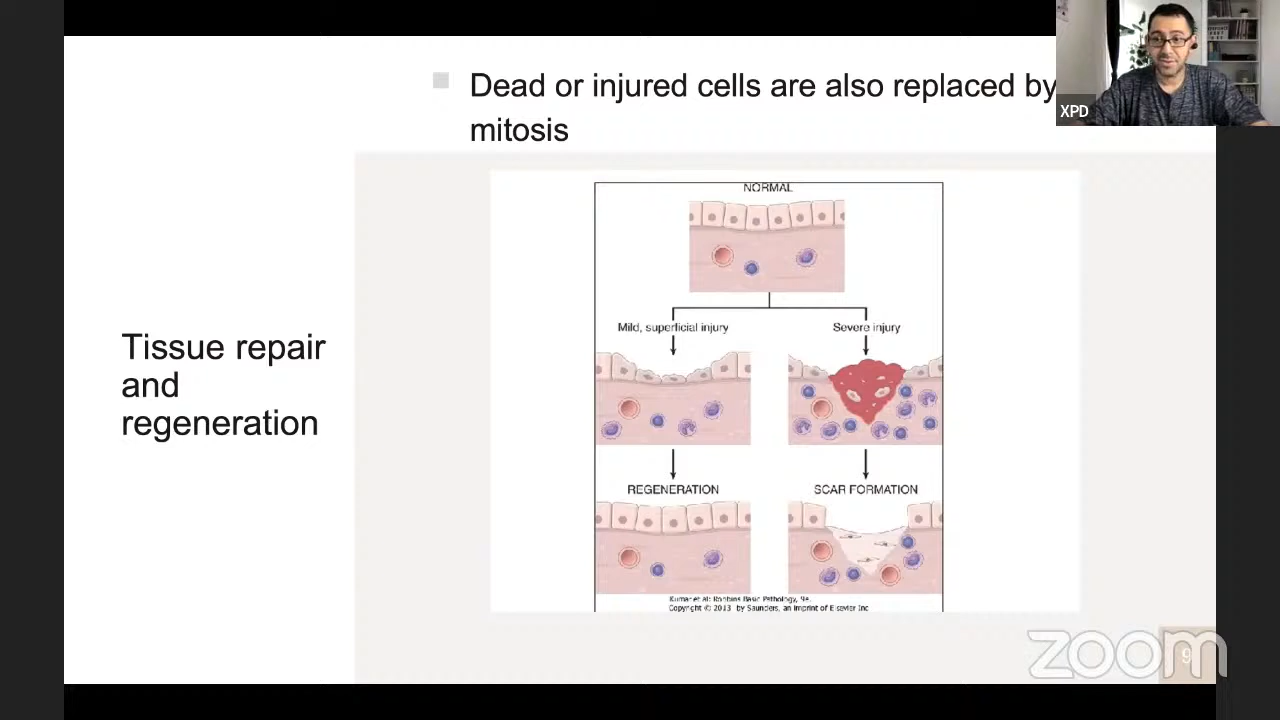 Dead or injured cells are also replaced by
mitosis
XPD
Tissue repair
and
regeneration
NORMAL
Mild, superficial injury
Severe injury
REGENERATION
SCAR FORMATION
Kumar et al: Robbins Basic Pathology, 9e.
Copyright © 2013 by Saunders, an imprint of Elsevier Inc
zoom
9